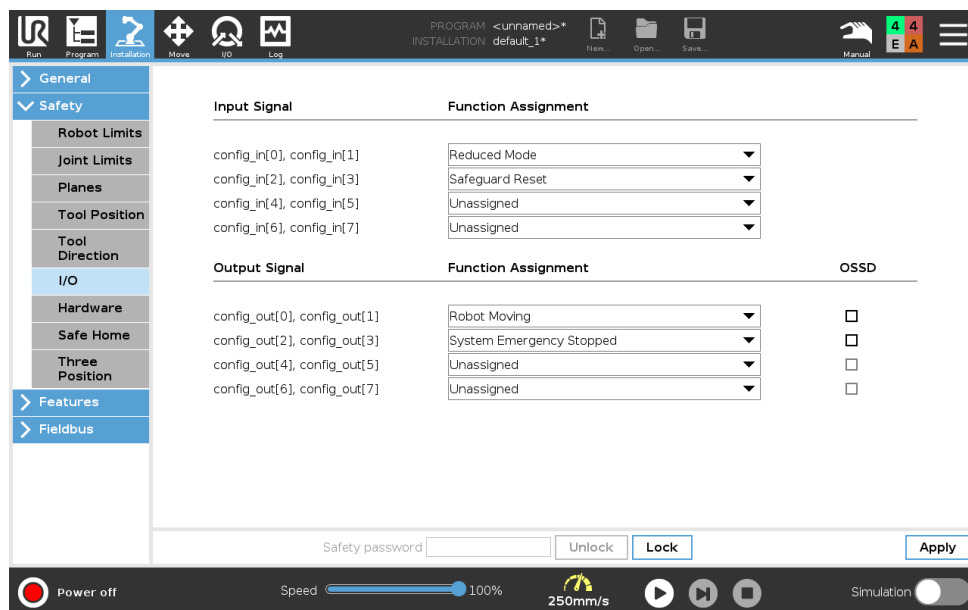 PROGRAM <unnamed>*
INSTALLATION default_1*
UR
Run
Program
Installation
Move
I/O
Log
New...
Open...
Save...
Manual
4 4
E A
General
Safety
Robot Limits
Joint Limits
Planes
Tool Position
Tool
Direction
I/O
Hardware
Safe Home
Three
Position
Features
Fieldbus
Input Signal Function Assignment
config_in[0], config_in[1] Reduced Mode
config_in[2], config_in[3] Safeguard Reset
config_in[4], config_in[5] Unassigned
config_in[6], config_in[7] Unassigned
Output Signal Function Assignment OSSD
config_out[0], config_out[1] Robot Moving
config_out[2], config_out[3] System Emergency Stopped
config_out[4], config_out[5] Unassigned
config_out[6], config_out[7] Unassigned
Safety password Unlock Lock Apply
Power off Speed 100% 250mm/s Simulation